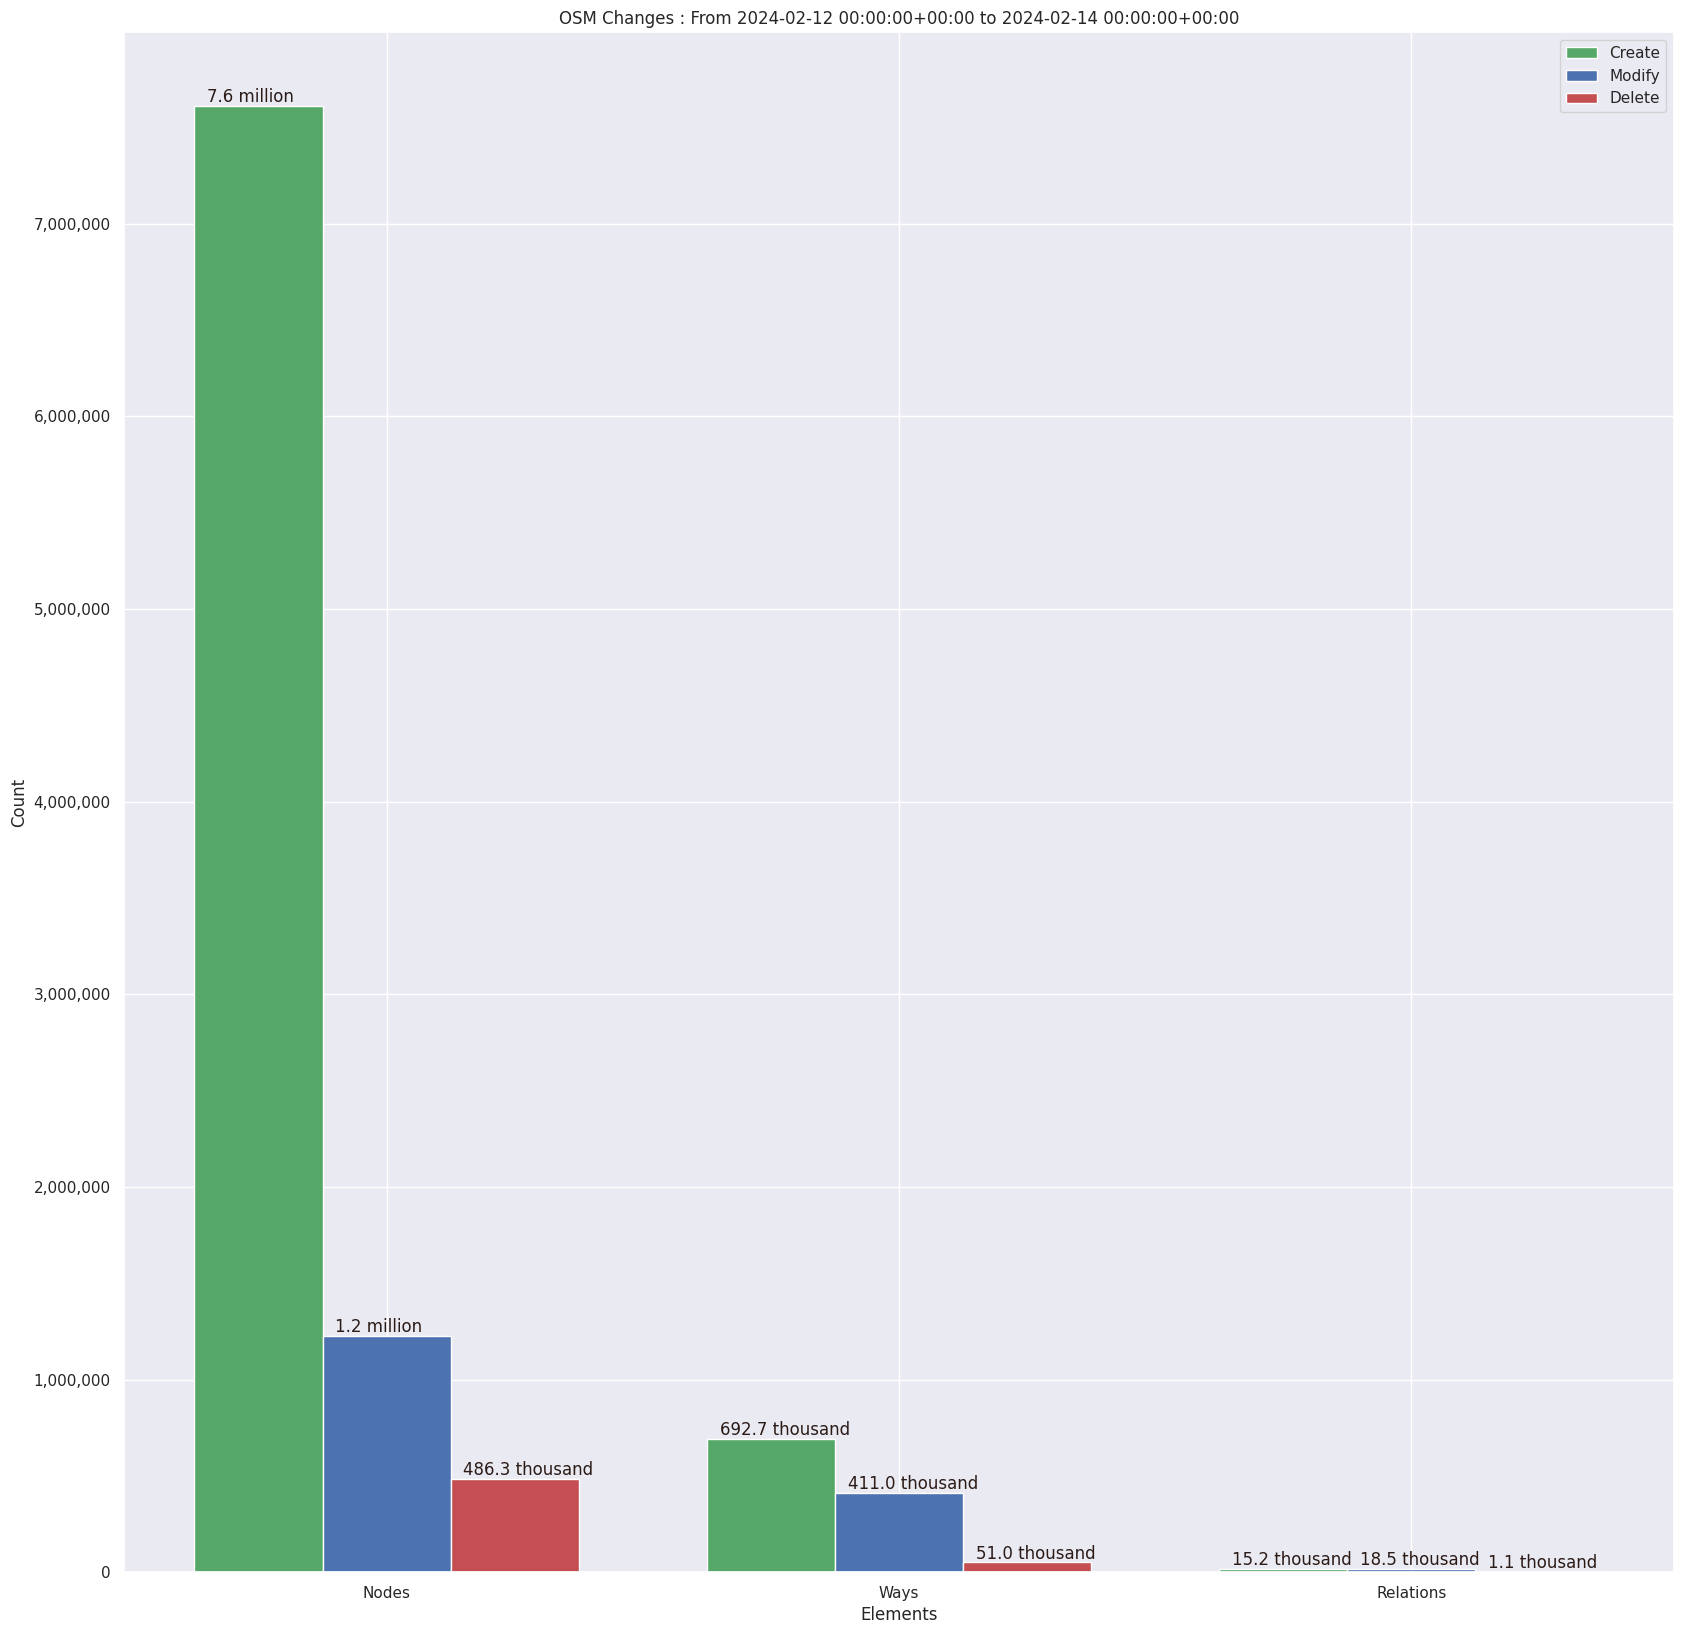 OSM Changes : From 2024-02-12 00:00:00+00:00 to 2024-02-14 00:00:00+00:00
Create
Modify
Delete
7.6 million
1.2 million
486.3 thousand
692.7 thousand
411.0 thousand
51.0 thousand
15.2 thousand
18.5 thousand
1.1 thousand
Count
7,000,000
6,000,000
5,000,000
4,000,000
3,000,000
2,000,000
1,000,000
0
Nodes
Ways
Relations
Elements